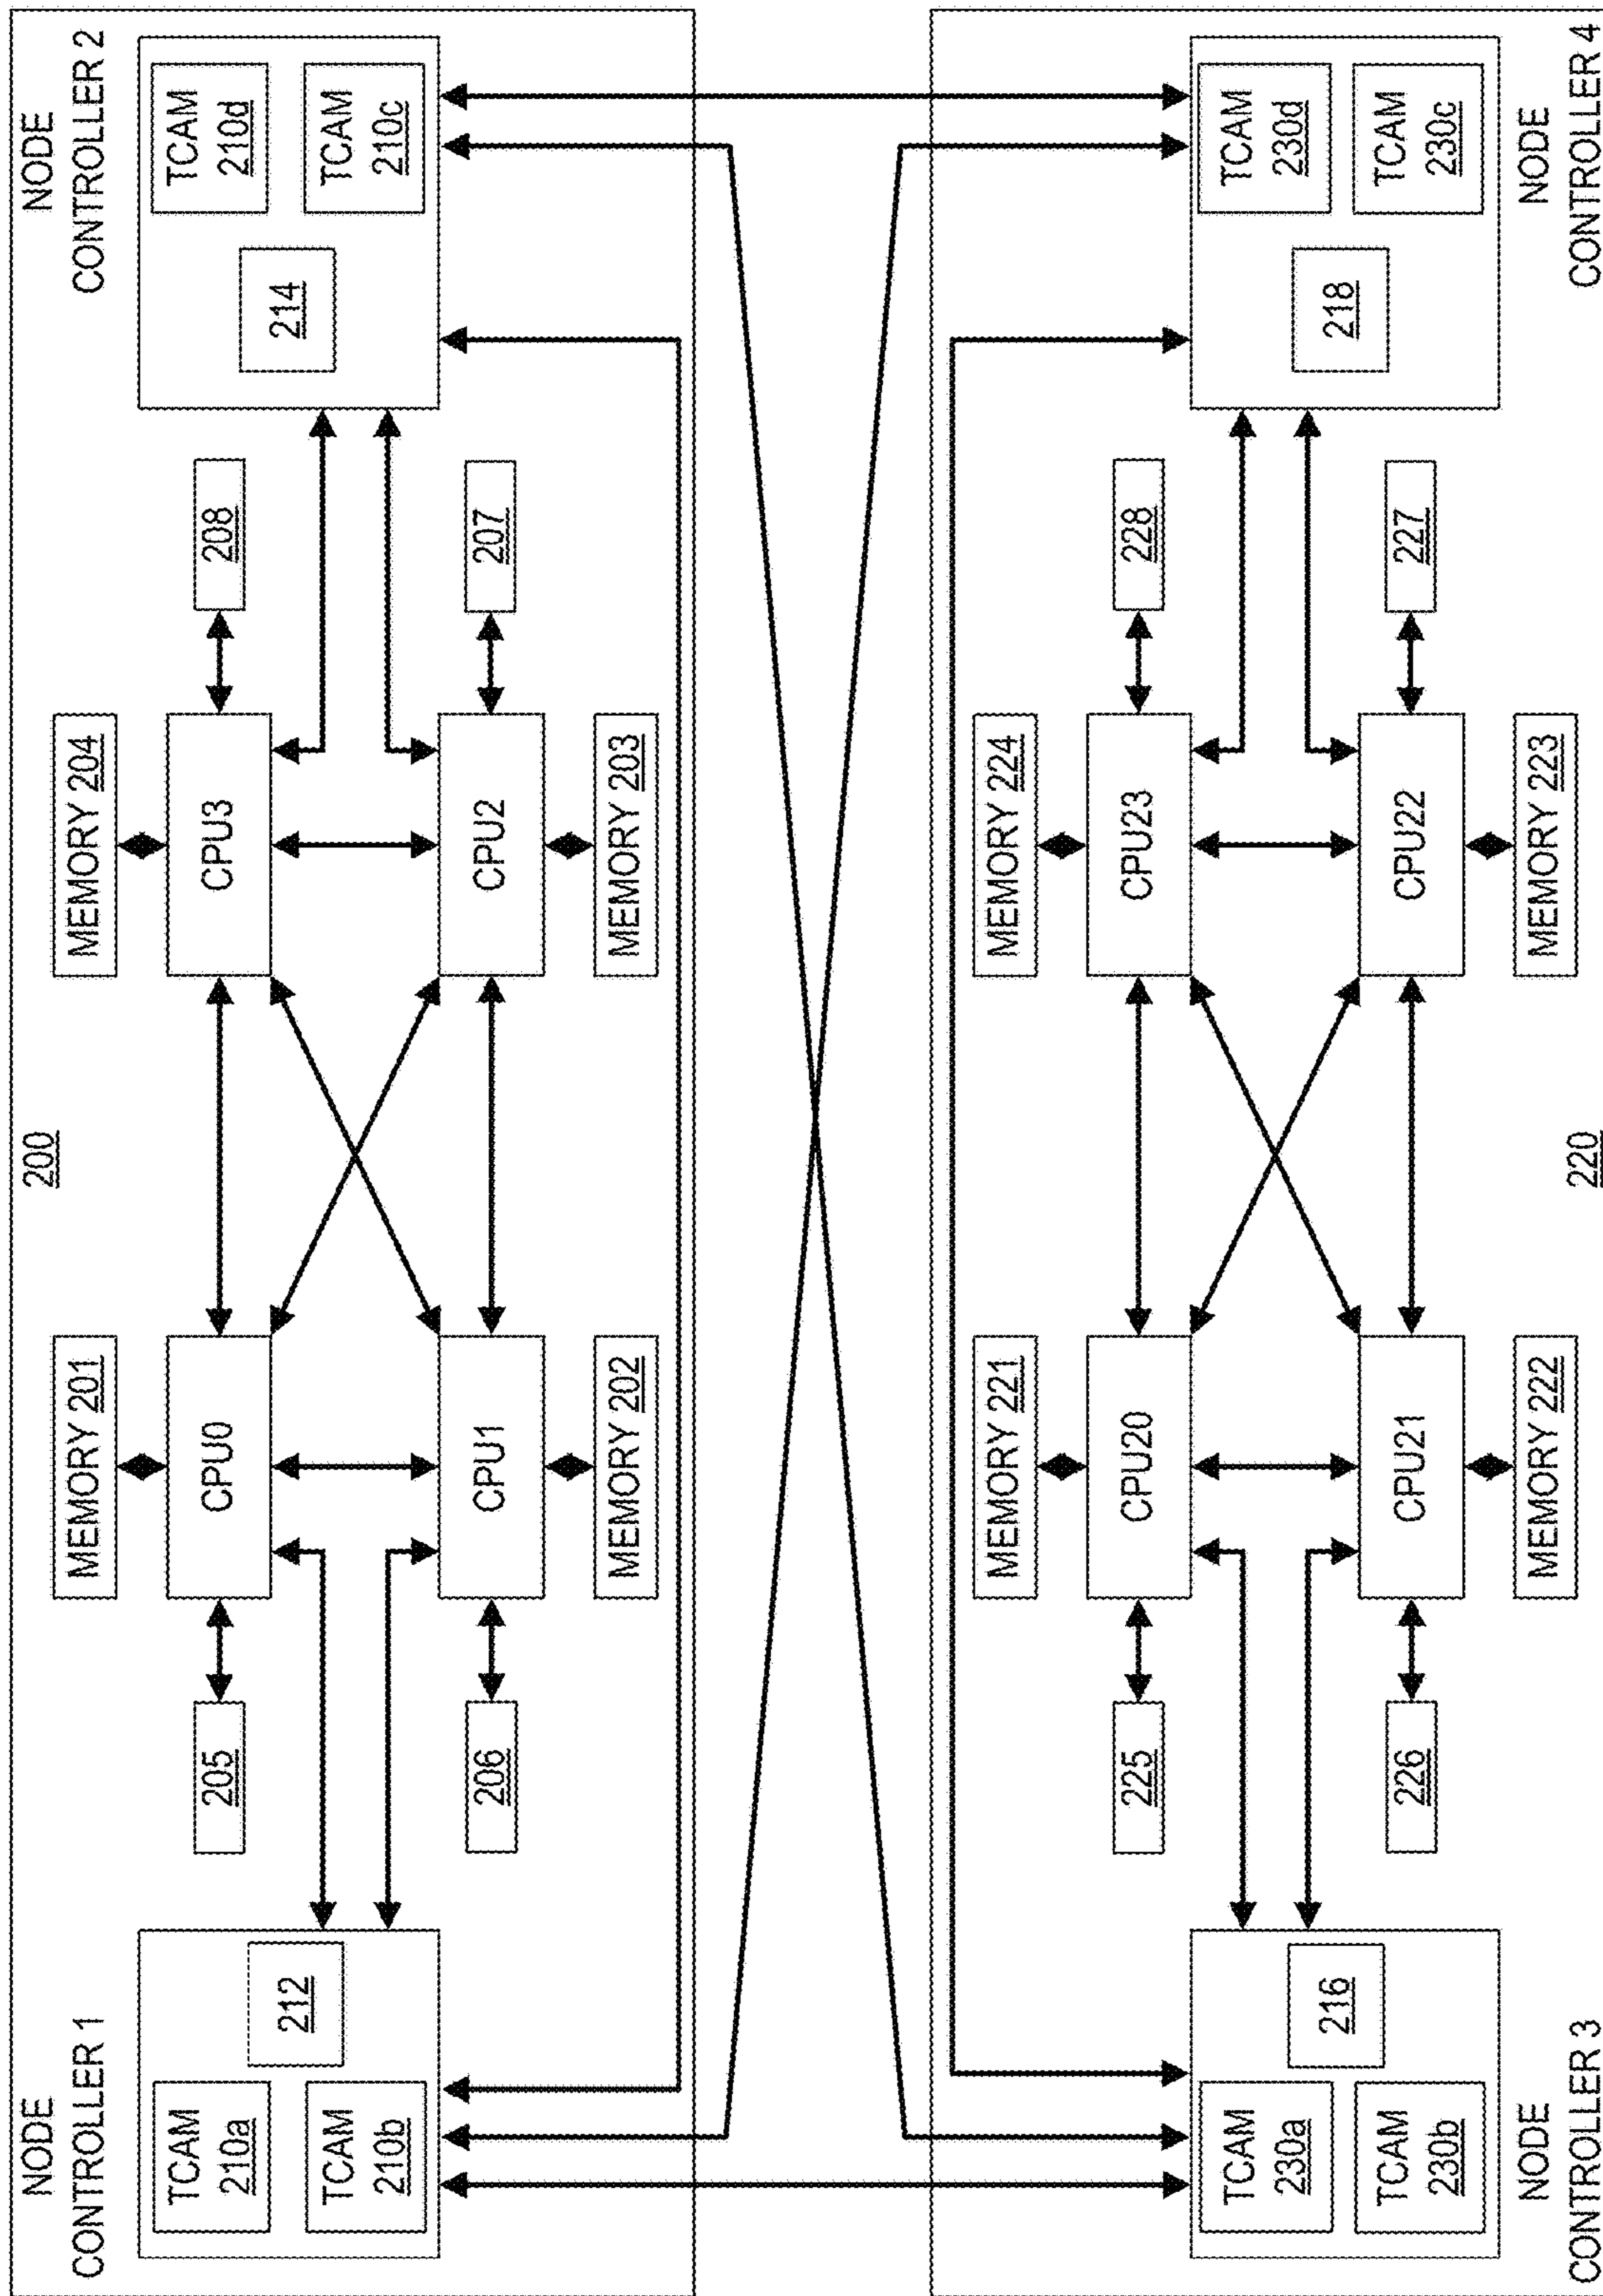 200
NODE
CONTROLLER 1
TCAM
210a
TCAM
210b
212
205
206
MEMORY 201
CPU0
CPU1
MEMORY 202
MEMORY 204
CPU3
CPU2
MEMORY 203
208
207
NODE
CONTROLLER 2
214
TCAM
210d
TCAM
210c
TCAM
230a
TCAM
230b
216
NODE
CONTROLLER 3
225
226
MEMORY 221
CPU20
CPU21
MEMORY 222
MEMORY 224
CPU23
CPU22
MEMORY 223
228
227
218
TCAM
230d
TCAM
230c
NODE
CONTROLLER 4
220